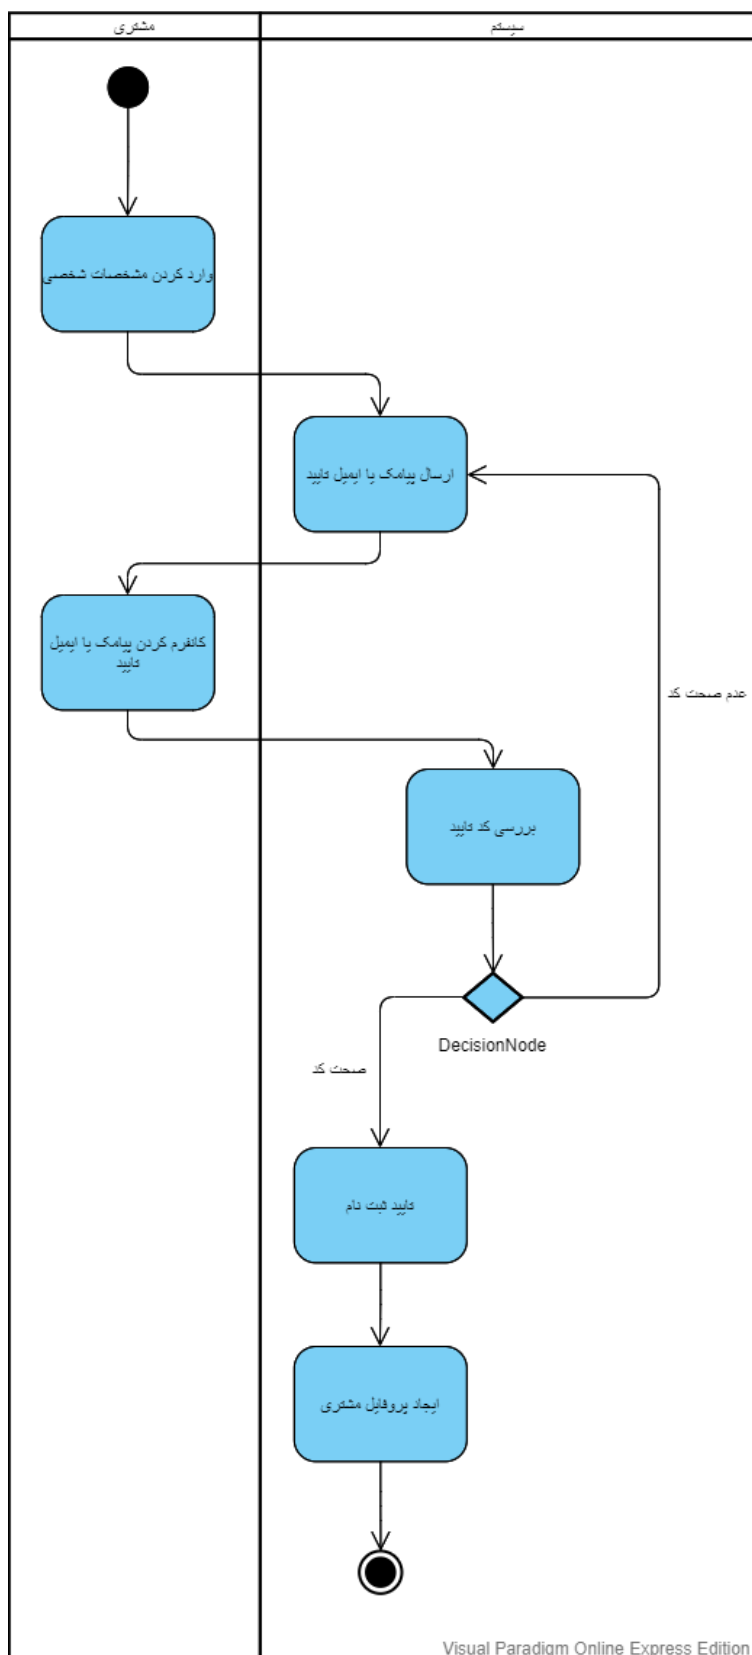 مشتری
سیستم
وارد کردن مشخصات شخصی
ارسال پیامک یا ایمیل تایید
کانفرم کردن پیامک یا ایمیل
تایید
عدم صحت کد
بررسی کد تایید
DecisionNode
صحت کد
تایید ثبت نام
ایجاد پروفایل مشتری
Visual Paradigm Online Express Edition